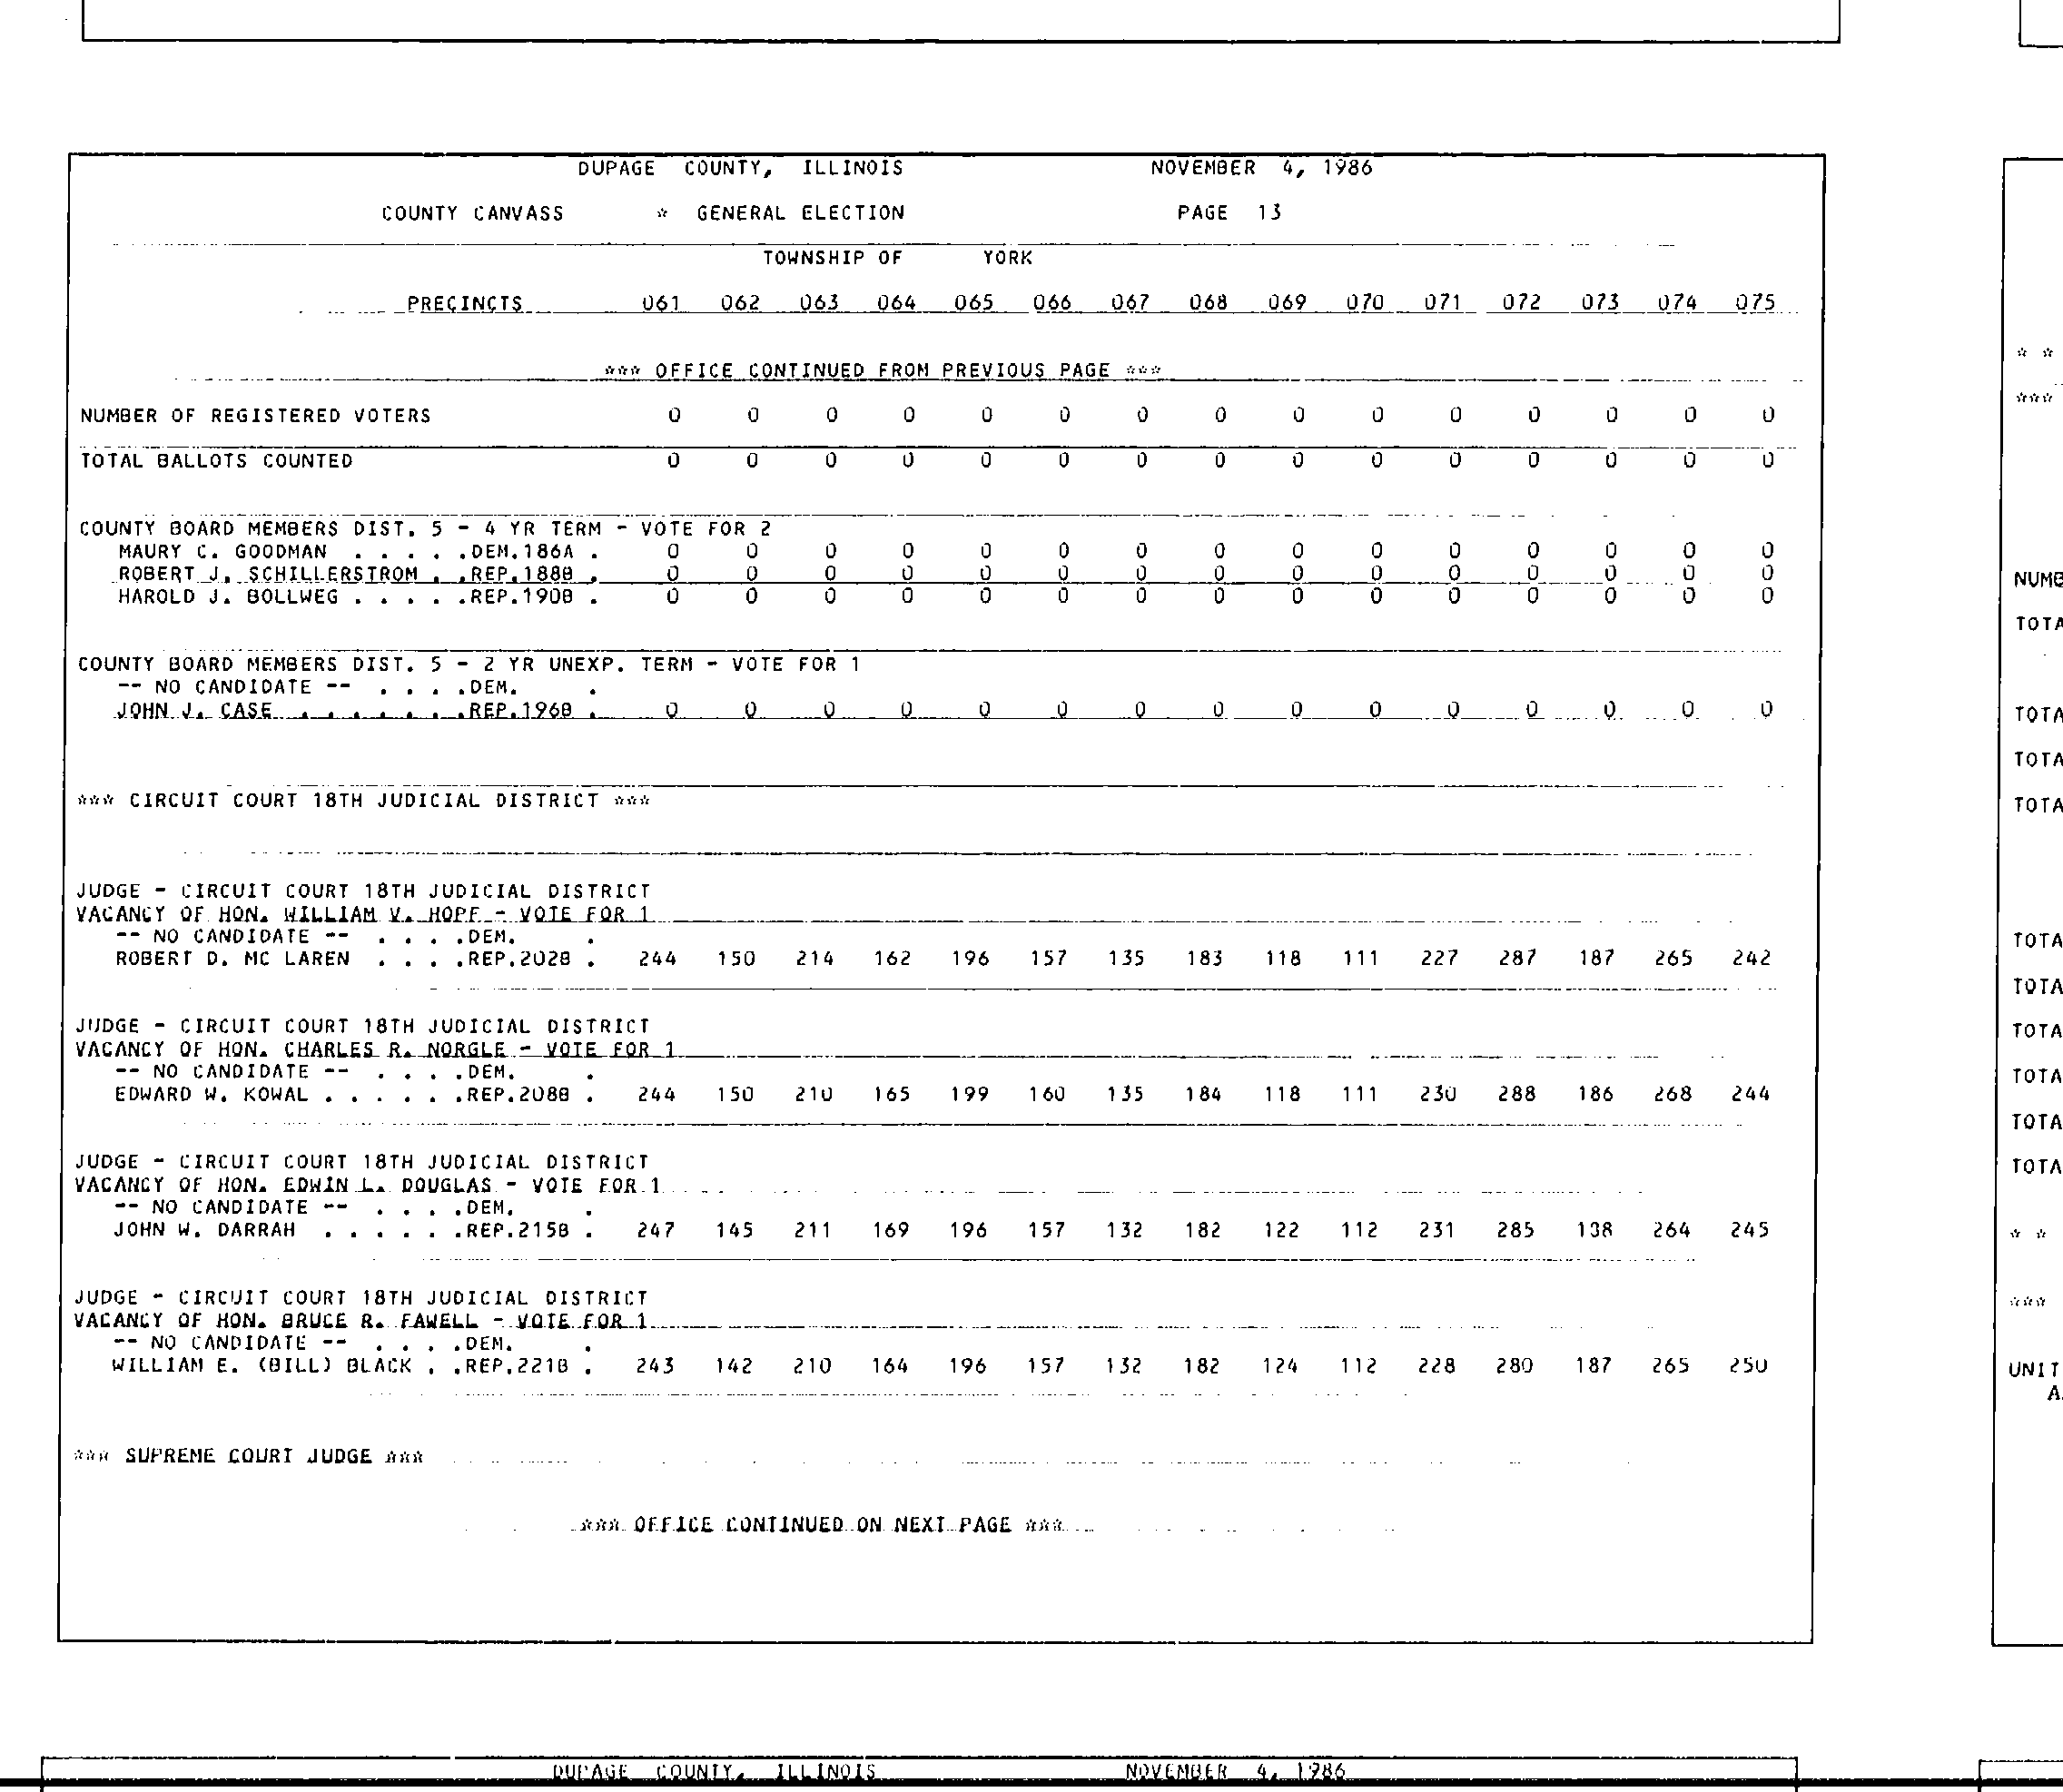 DUPAGE COUNTY, ILLINOIS NOVEMBER 4, 1986
COUNTY CANVASS * GENERAL ELECTION PAGE 13
TOWNSHIP OF YORK
PRECINCTS 061 062 063 064 065 066 067 068 069 070 071 072 073 074 075
*** OFFICE CONTINUED FROM PREVIOUS PAGE ***
NUMBER OF REGISTERED VOTERS 0 0 0 0 0 0 0 0 0 0 0 0 0 0 0
TOTAL BALLOTS COUNTED 0 0 0 0 0 0 0 0 0 0 0 0 0 0 0
COUNTY BOARD MEMBERS DIST. 5 - 4 YR TERM - VOTE FOR 2
MAURY C. GOODMAN . . . . .DEM.186A . 0 0 0 0 0 0 0 0 0 0 0 0 0 0 0
ROBERT J. SCHILLERSTROM . .REP.188B . 0 0 0 0 0 0 0 0 0 0 0 0 0 0 0
HAROLD J. BOLLWEG . . . . .REP.190B . 0 0 0 0 0 0 0 0 0 0 0 0 0 0 0
COUNTY BOARD MEMBERS DIST. 5 - 2 YR UNEXP. TERM - VOTE FOR 1
-- NO CANDIDATE -- . . . .DEM. .
JOHN J. CASE . . . . . . .REP.196B . 0 0 0 0 0 0 0 0 0 0 0 0 0 0 0
*** CIRCUIT COURT 18TH JUDICIAL DISTRICT ***
JUDGE - CIRCUIT COURT 18TH JUDICIAL DISTRICT
VACANCY OF HON. WILLIAM V. HOPF - VOTE FOR 1
-- NO CANDIDATE -- . . . .DEM. .
ROBERT D. MC LAREN . . . .REP.202B . 244 150 214 162 196 157 135 183 118 111 227 287 187 265 242
JUDGE - CIRCUIT COURT 18TH JUDICIAL DISTRICT
VACANCY OF HON. CHARLES R. NORGLE - VOTE FOR 1
-- NO CANDIDATE -- . . . .DEM. .
EDWARD W. KOWAL . . . . . .REP.208B . 244 150 210 165 199 160 135 184 118 111 230 288 186 268 244
JUDGE - CIRCUIT COURT 18TH JUDICIAL DISTRICT
VACANCY OF HON. EDWIN L. DOUGLAS - VOTE FOR 1
-- NO CANDIDATE -- . . . .DEM. .
JOHN W. DARRAH . . . . . .REP.215B . 247 145 211 169 196 157 132 182 122 112 231 285 188 264 245
JUDGE - CIRCUIT COURT 18TH JUDICIAL DISTRICT
VACANCY OF HON. BRUCE R. FAWELL - VOTE FOR 1
-- NO CANDIDATE -- . . . .DEM. .
WILLIAM E. (BILL) BLACK . .REP.221B . 243 142 210 164 196 157 132 182 124 112 228 280 187 265 250
*** SUPREME COURT JUDGE ***
*** OFFICE CONTINUED ON NEXT PAGE ***
DUPAGE COUNTY, ILLINOIS NOVEMBER 4, 1986
* *
***
NUMB
TOTA
TOTA
TOTA
TOTA
TOTA
TOTA
TOTA
TOTA
TOTA
TOTA
* *
***
UNIT
A